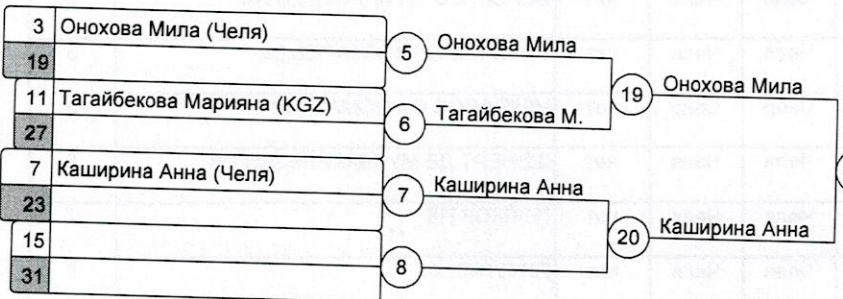 3 Онохова Мила (Челя)
19
5 Онохова Мила
11 Тагайбекова Марияна (KGZ)
27
6 Тагайбекова М.
19 Онохова Мила
7 Каширина Анна (Челя)
23
7 Каширина Анна
15
31
8
20 Каширина Анна